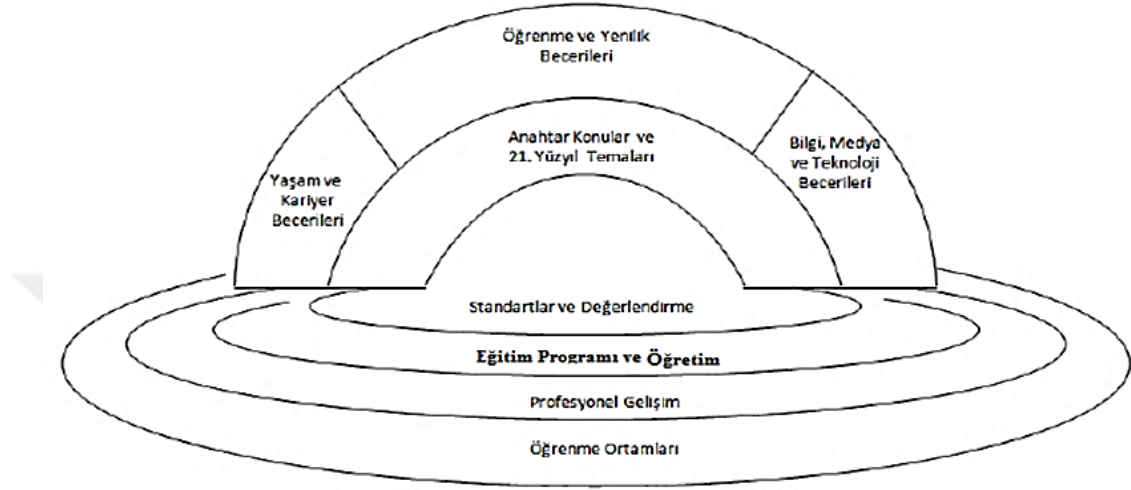 Öğrenme ve Yenilik
Becerileri
Anahtar Konular ve
21. Yüzyıl Temaları
Bilgi, Medya
ve Teknoloji
Becerileri
Yaşam ve
Kariyer
Becerileri
Standartlar ve Değerlendirme
Eğitim Programı ve Öğretim
Profesyonel Gelişim
Öğrenme Ortamları